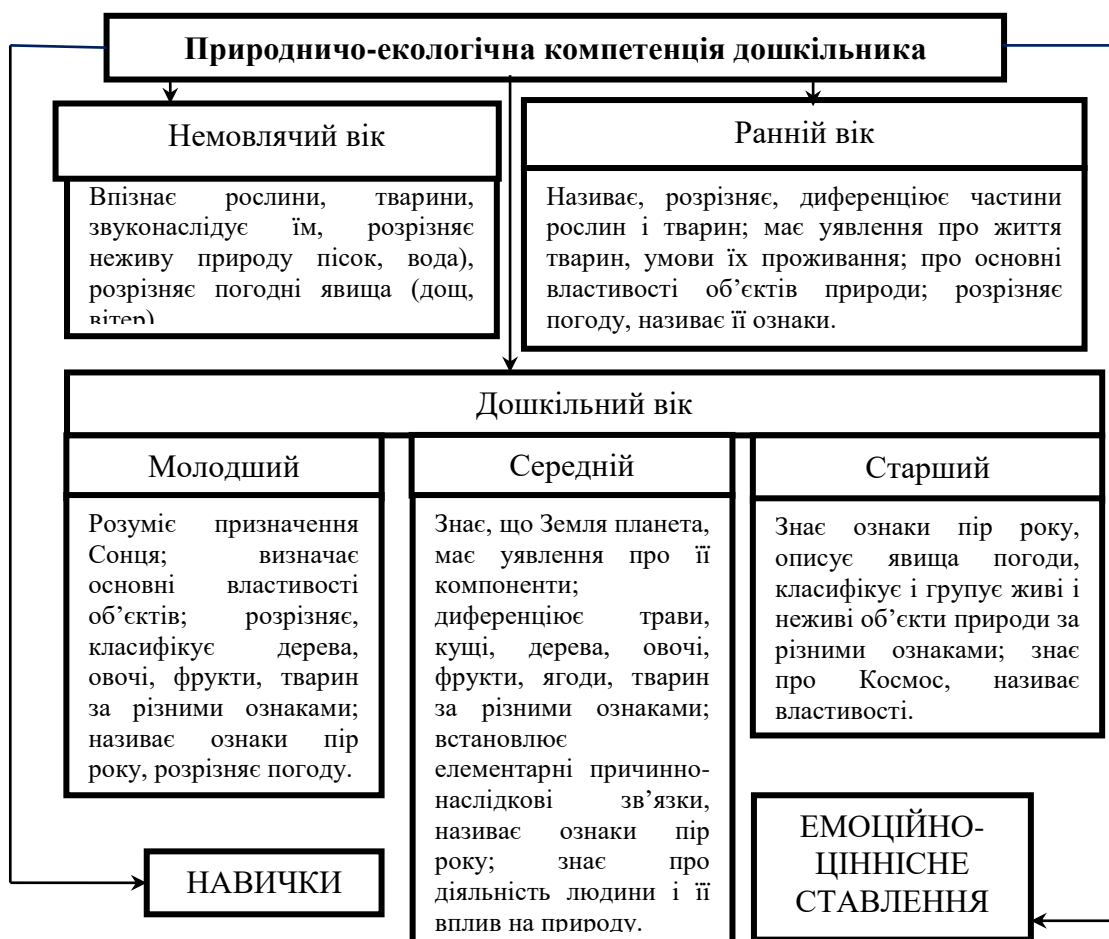 Природничо-екологічна компетенція дошкільника
Немовлячий вік
Впізнає рослини, тварини,
звуконаслідує їм, розрізняє
неживу природу пісок, вода),
розрізняє погодні явища (дощ,
вітер)
Ранній вік
Називає, розрізняє, диференціює частини
рослин і тварин; має уявлення про життя
тварин, умови їх проживання; про основні
властивості об’єктів природи; розрізняє
погоду, називає її ознаки.
Дошкільний вік
Молодший
Розуміє призначення
Сонця; визначає
основні властивості
об’єктів; розрізняє,
класифікує дерева,
овочі, фрукти, тварин
за різними ознаками;
називає ознаки пір
року, розрізняє погоду.
Середній
Знає, що Земля планета,
має уявлення про її
компоненти;
диференціює трави,
кущі, дерева, овочі,
фрукти, ягоди, тварин
за різними ознаками;
встановлює
елементарні причинно-
наслідкові зв’язки,
називає ознаки пір
року; знає про
діяльність людини і її
вплив на природу.
Старший
Знає ознаки пір року,
описує явища погоди,
класифікує і групує живі і
неживі об’єкти природи за
різними ознаками; знає
про Космос, називає
властивості.
НАВИЧКИ
ЕМОЦІЙНО-
ЦІННІСНЕ
СТАВЛЕННЯ